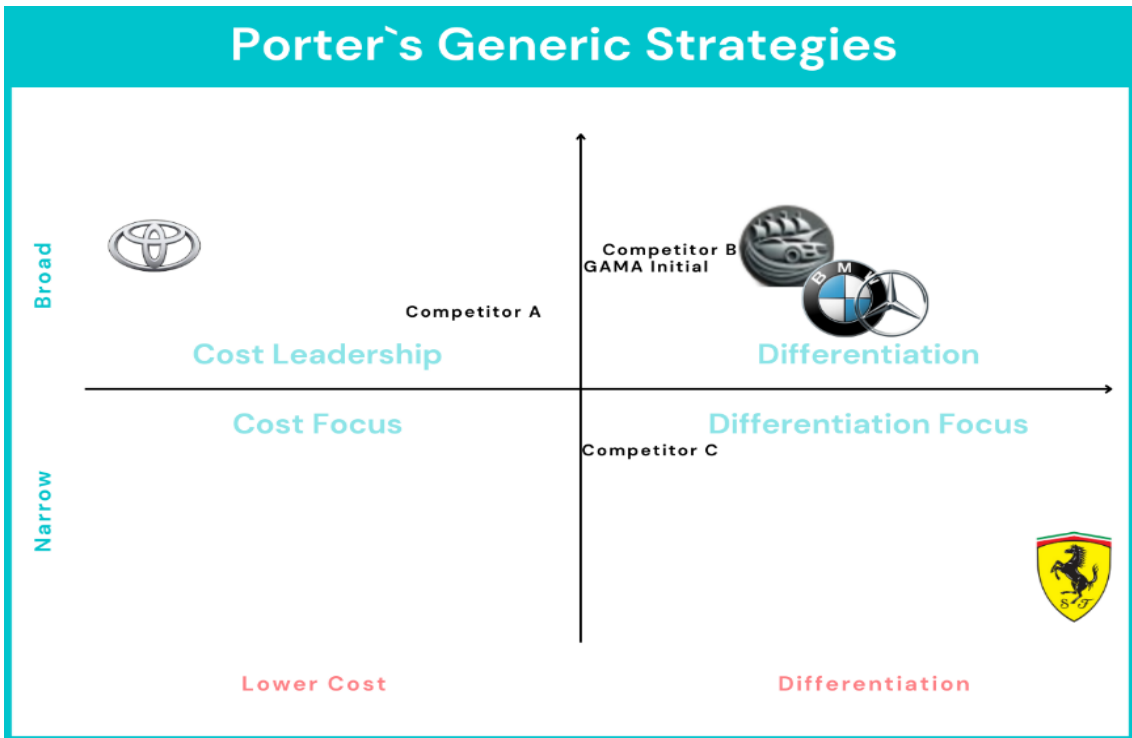 Porter`s Generic Strategies
Broad
Competitor B
GAMA Initial
BMW
Competitor A
Cost Leadership
Differentiation
Cost Focus
Differentiation Focus
Competitor C
Narrow
S F
Lower Cost
Differentiation